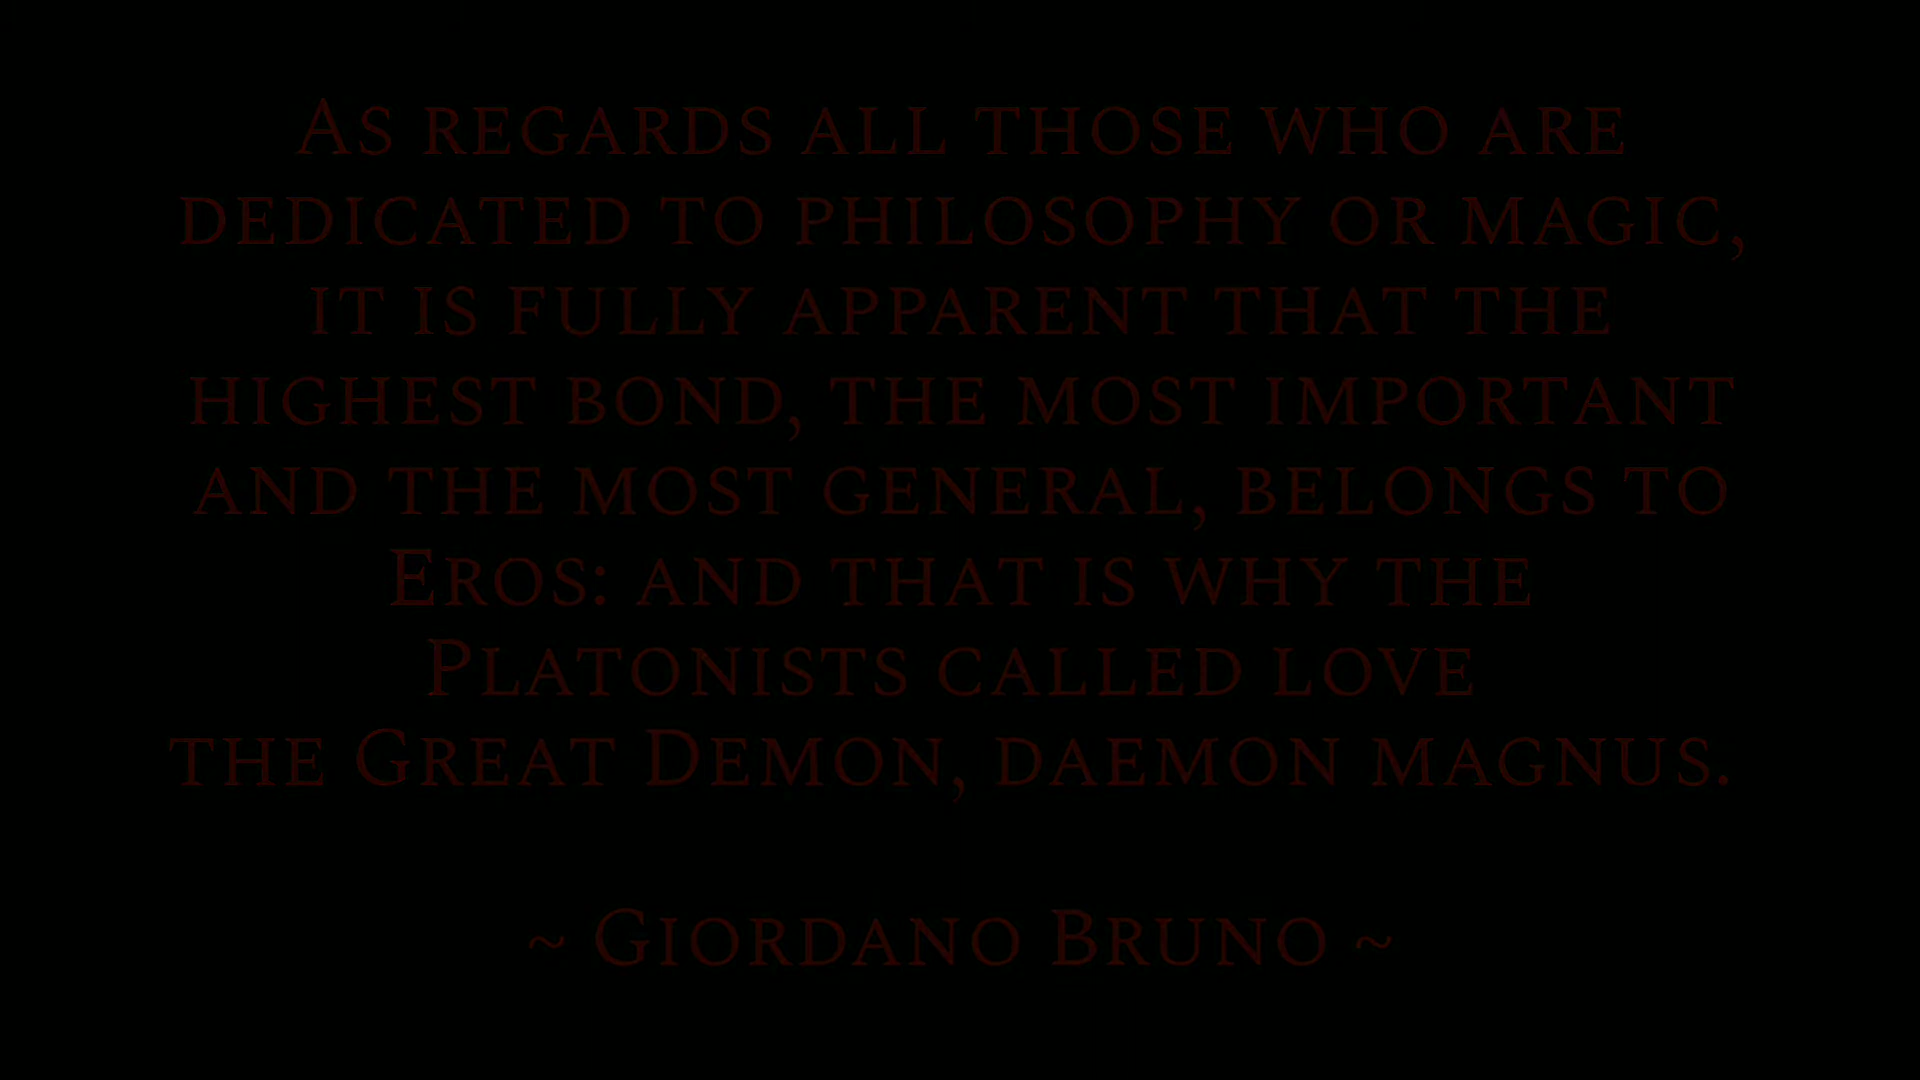 As regards all those who are
dedicated to philosophy or magic,
it is fully apparent that the
highest bond, the most important
and the most general, belongs to
Eros: and that is why the
Platonists called love
the Great Demon, daemon magnus.
~ Giordano Bruno ~